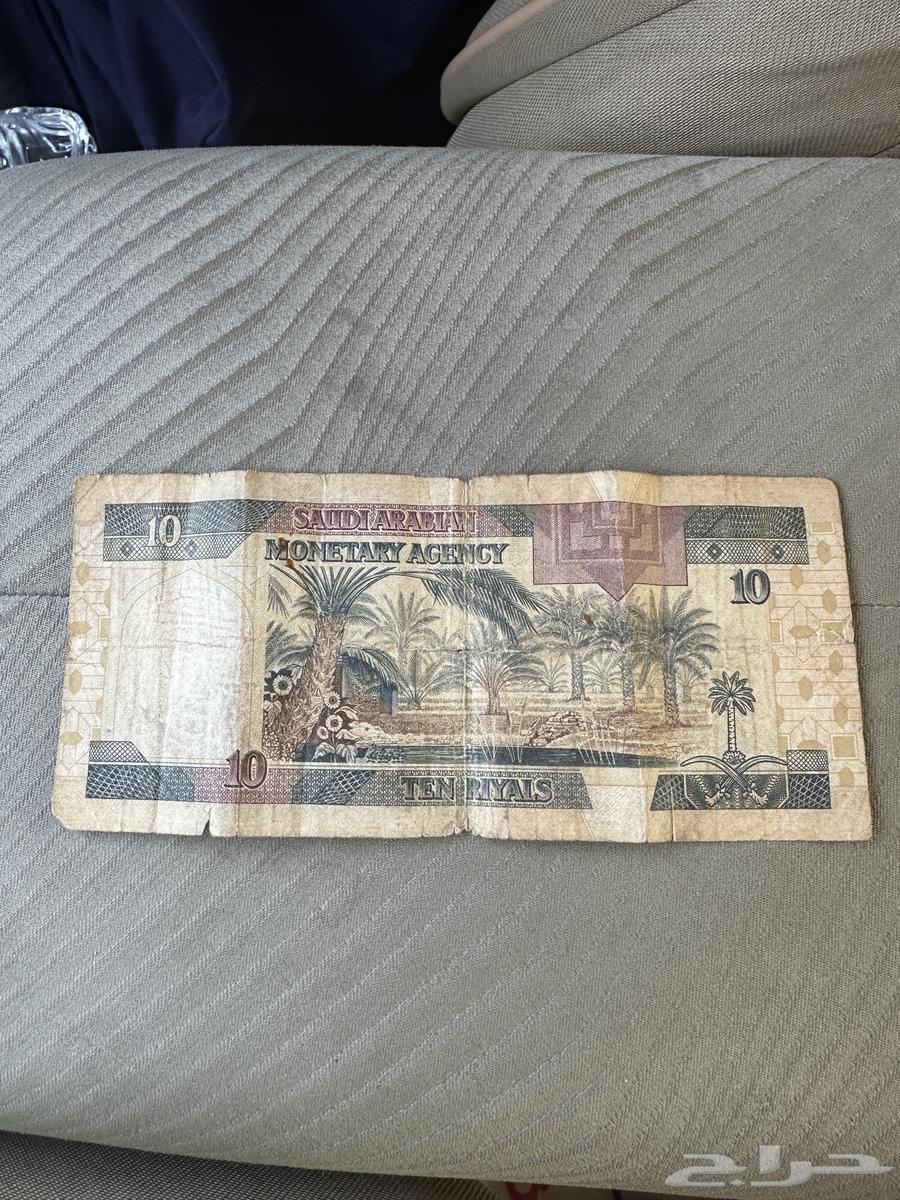 10
SAUDI ARABIAN
MONETARY AGENCY
10
10
TEN RIYALS
حراج